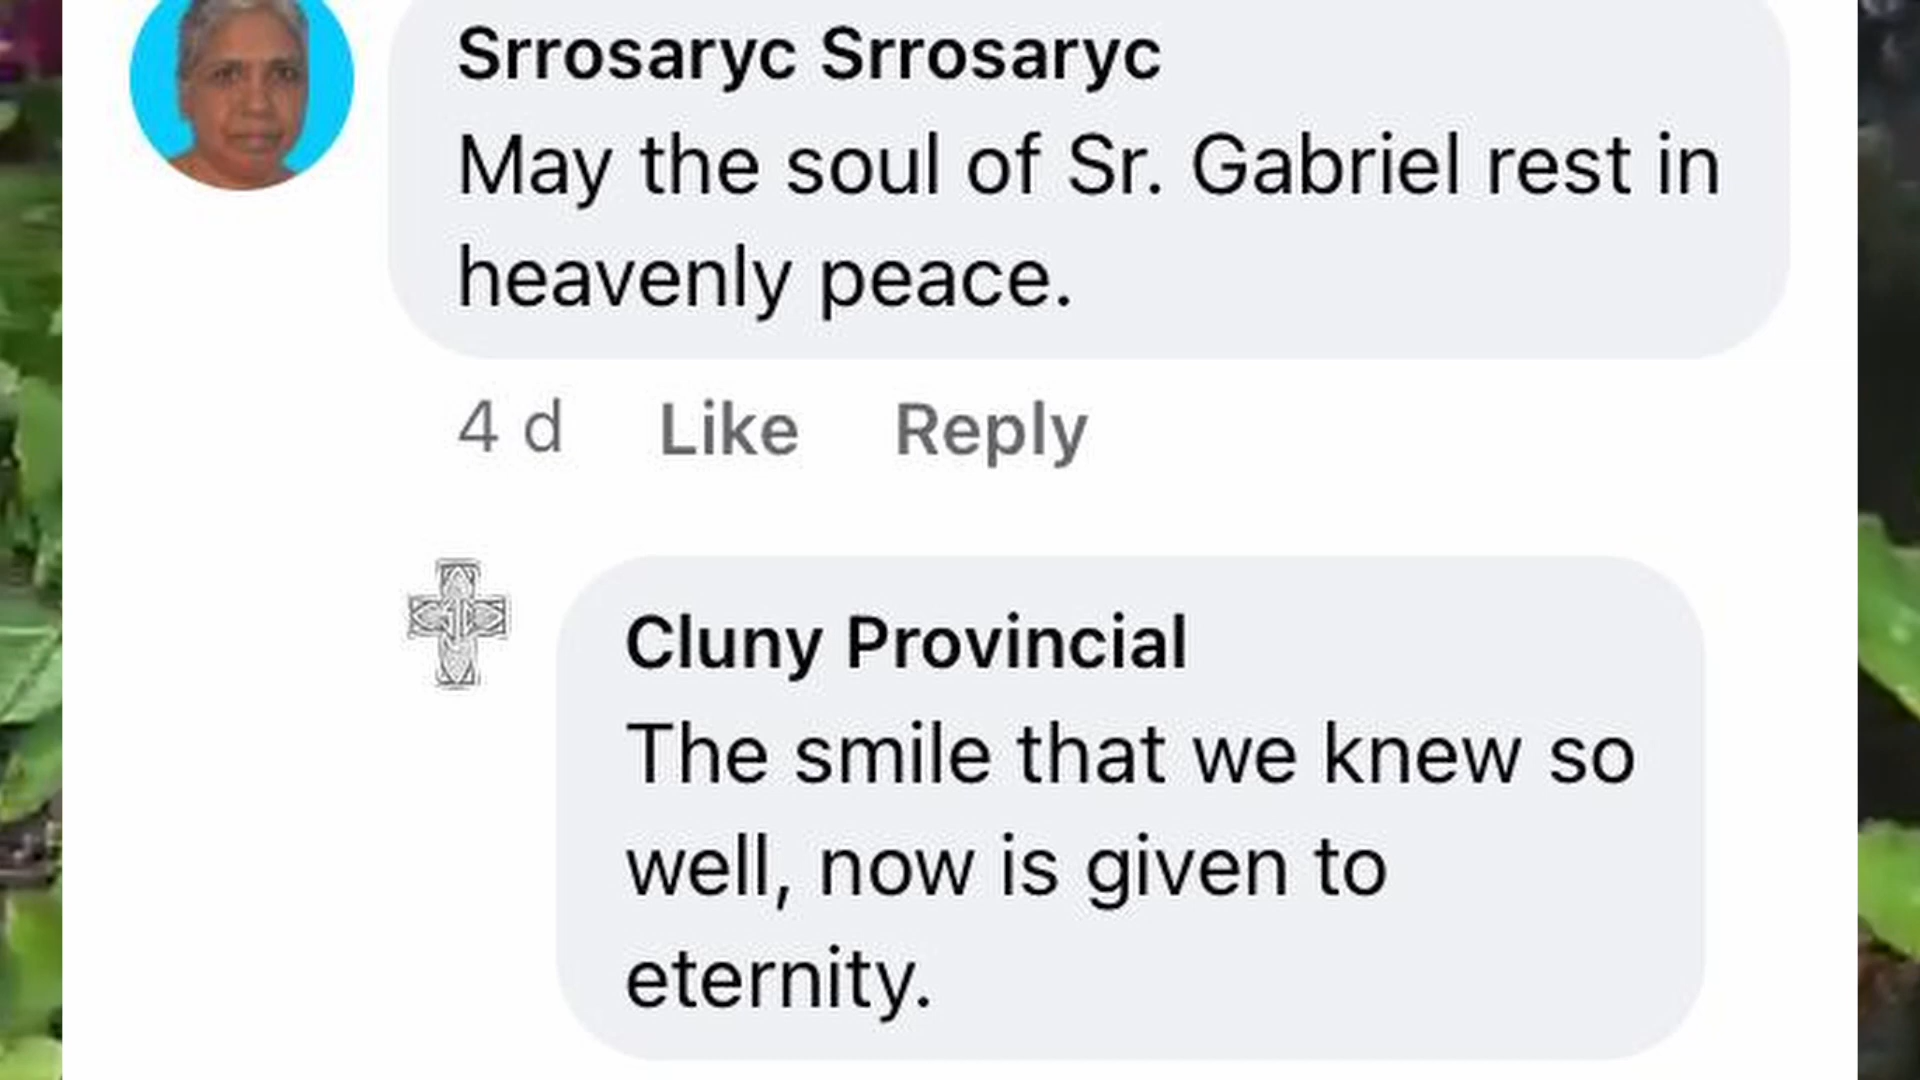 Srrosaryc Srrosaryc
May the soul of Sr. Gabriel rest in
heavenly peace.
4 d Like Reply
Cluny Provincial
The smile that we knew so
well, now is given to
eternity.